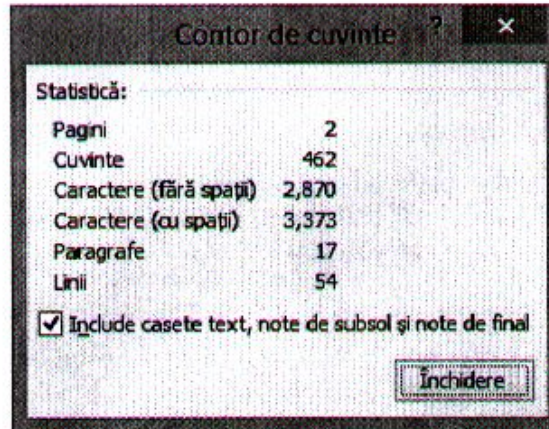 Contor de cuvinte ? ×
Statistică:
Pagini 2
Cuvinte 462
Caractere (fără spații) 2,870
Caractere (cu spații) 3,373
Paragrafe 17
Linii 54
Include casete text, note de subsol și note de final
Închidere